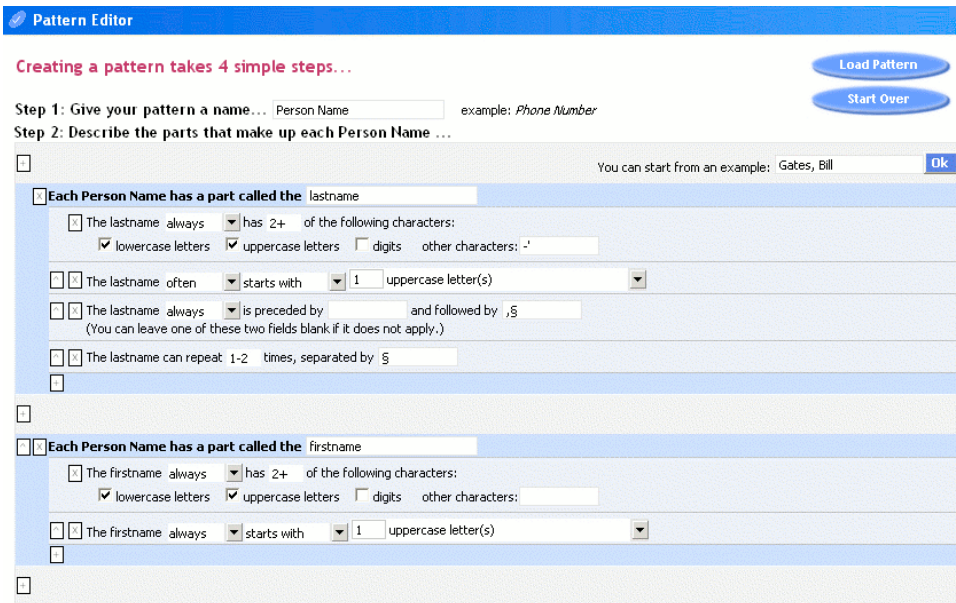 Pattern Editor
Creating a pattern takes 4 simple steps...
Load Pattern
Start Over
Step 1: Give your pattern a name... Person Name example: Phone Number
Step 2: Describe the parts that make up each Person Name ...
+ You can start from an example: Gates, Bill Ok
X Each Person Name has a part called the lastname
X The lastname always has 2+ of the following characters:
lowercase letters uppercase letters digits other characters: -'
^ X The lastname often starts with 1 uppercase letter(s)
^ X The lastname always is preceded by and followed by ,§
(You can leave one of these two fields blank if it does not apply.)
^ X The lastname can repeat 1-2 times, separated by §
+
+
^ X Each Person Name has a part called the firstname
X The firstname always has 2+ of the following characters:
lowercase letters uppercase letters digits other characters:
^ X The firstname always starts with 1 uppercase letter(s)
+
+